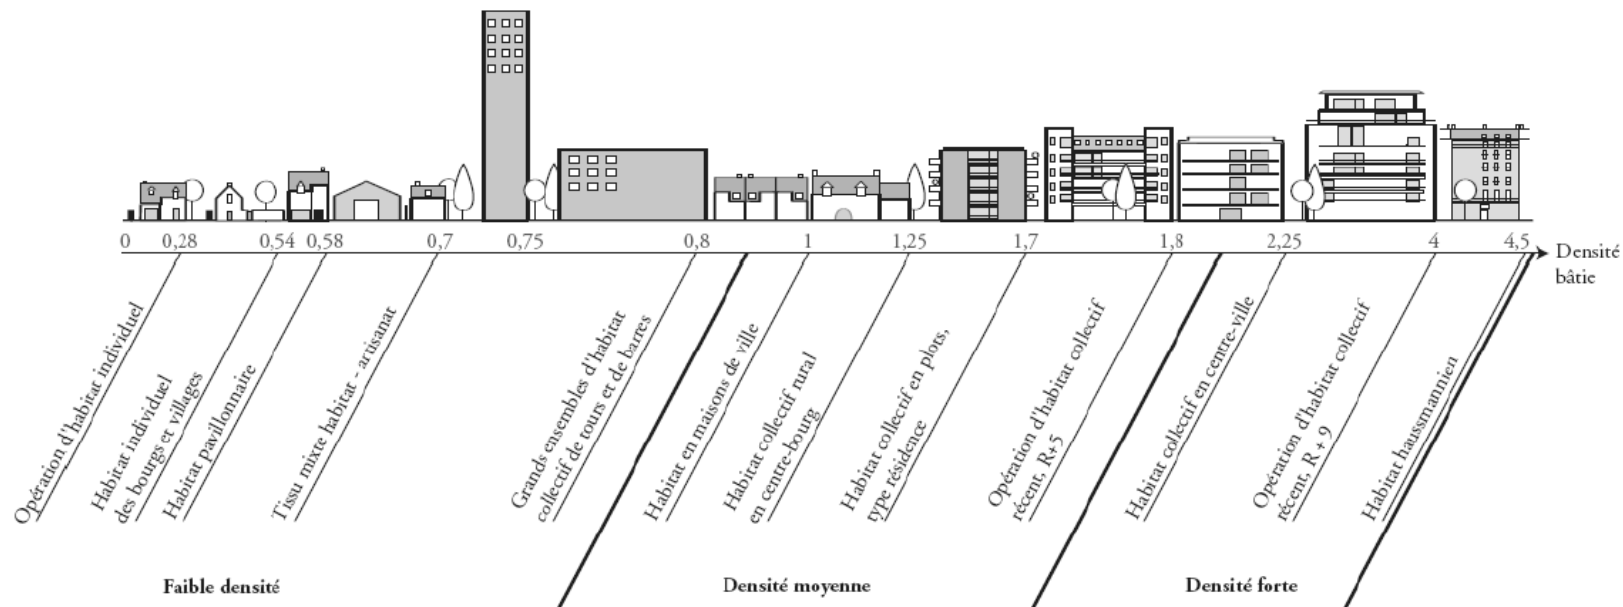 0 0,28 0,54 0,58 0,7 0,75 0,8 1 1,25 1,7 1,8 2,25 4 4,5
Densité
bâtie
Opération d'habitat individuel
Habitat individuel
des bourgs et villages
Habitat pavillonnaire
Tissu mixte habitat - artisanat
Grands ensembles d'habitat
collectif de tours et de barres
Habitat en maisons de ville
Habitat collectif rural
en centre-bourg
Habitat collectif en plots,
type résidence
Opération d'habitat collectif
récent, R+5
Habitat collectif en centre-ville
Opération d'habitat collectif
récent, R + 9
Habitat haussmannien
Faible densité
Densité moyenne
Densité forte